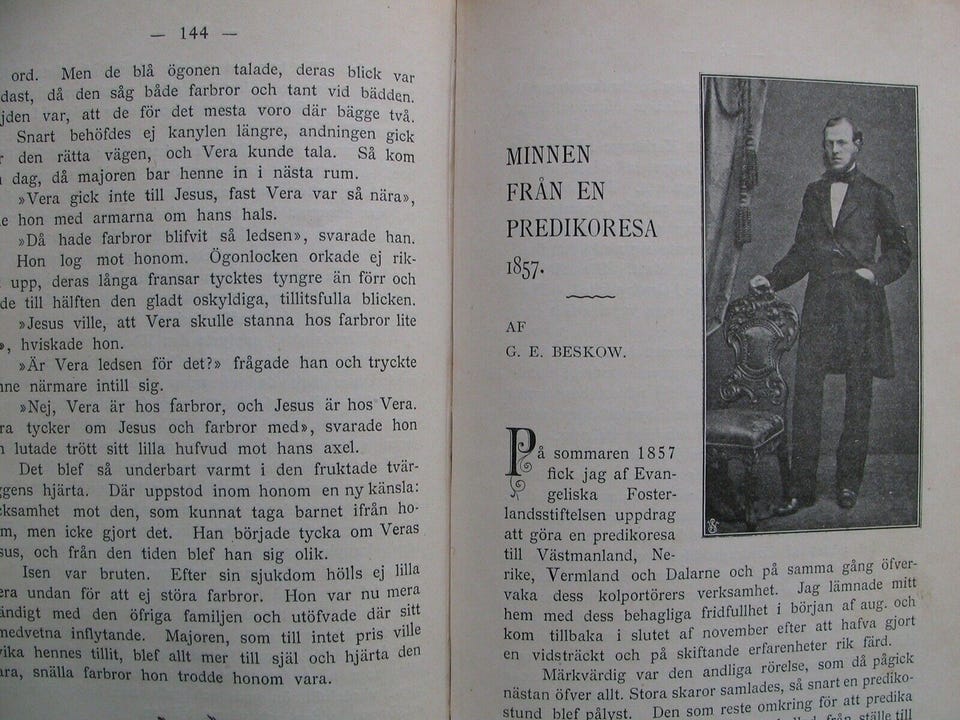 — 144 —
ord. Men de blå ögonen talade, deras blick var
dast, då den såg både farbror och tant vid bädden.
jden var, att de för det mesta voro där bägge två.
Snart behöfdes ej kanylen längre, andningen gick
den rätta vägen, och Vera kunde tala. Så kom
dag, då majoren bar henne in i nästa rum.
»Vera gick inte till Jesus, fast Vera var så nära»,
e hon med armarna om hans hals.
»Då hade farbror blifvit så ledsen», svarade han.
Hon log mot honom. Ögonlocken orkade ej rik-
upp, deras långa fransar tycktes tyngre än förr och
de till hälften den gladt oskyldiga, tillitsfulla blicken.
»Jesus ville, att Vera skulle stanna hos farbror lite
», hviskade hon.
»Är Vera ledsen för det?» frågade han och tryckte
ne närmare intill sig.
»Nej, Vera är hos farbror, och Jesus är hos Vera.
ra tycker om Jesus och farbror med», svarade hon
lutade trött sitt lilla hufvud mot hans axel.
Det blef så underbart varmt i den fruktade tvär-
ggens hjärta. Där uppstod inom honom en ny känsla:
cksamhet mot den, som kunnat taga barnet ifrån ho-
m, men icke gjort det. Han började tycka om Veras
sus, och från den tiden blef han sig olik.
Isen var bruten. Efter sin sjukdom hölls ej lilla
era undan för att ej störa farbror. Hon var nu mera
ändigt med den öfriga familjen och utöfvade där sitt
medvetna inflytande. Majoren, som till intet pris ville
vika hennes tillit, blef allt mer till själ och hjärta den
ara, snälla farbror hon trodde honom vara.
MINNEN
FRÅN EN
PREDIKORESA
1857.
AF
G. E. BESKOW.
På sommaren 1857
fick jag af Evan-
geliska Foster-
landsstiftelsen uppdrag
att göra en predikoresa
till Västmanland, Ne-
rike, Vermland och Dalarne och på samma gång öfver-
vaka dess kolportörers verksamhet. Jag lämnade mitt
hem med dess behagliga fridfullhet i början af aug. och
kom tillbaka i slutet af november efter att hafva gjort
en vidsträckt och på skiftande erfarenheter rik färd.
Märkvärdig var den andliga rörelse, som då pågick
nästan öfver allt. Stora skaror samlades, så snart en prediko-
stund blef pålyst. Den som reste omkring för att predika
från ställe till